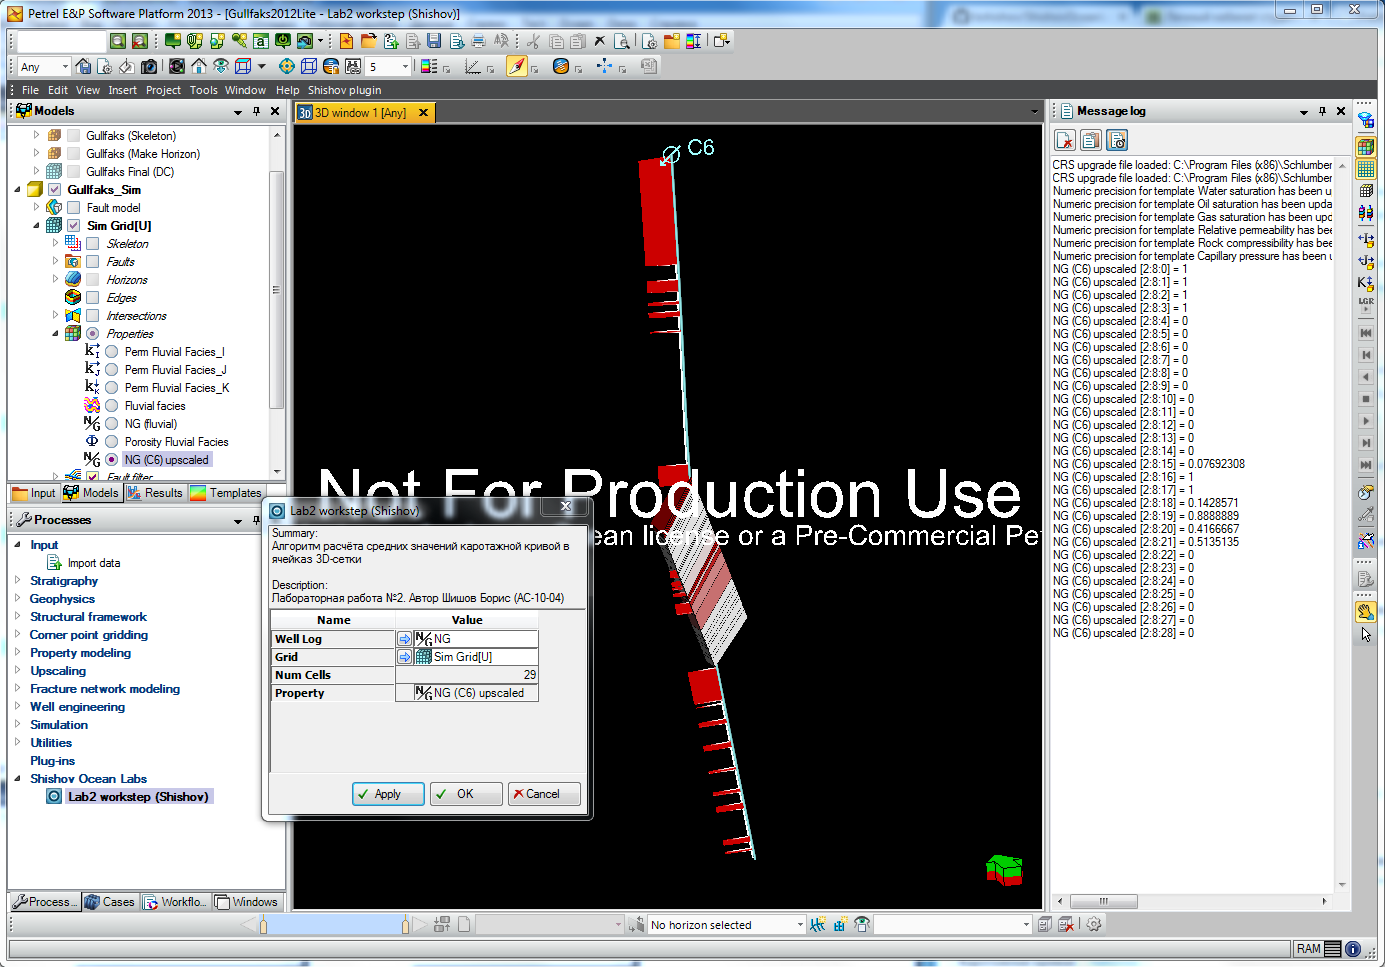 Petrel E&P Software Platform 2013 - [Gullfaks2012Lite - Lab2 workstep (Shishov)]
Any
5
File Edit View Insert Project Tools Window Help Shishov plugin
Models
Gullfaks (Skeleton)
Gullfaks (Make Horizon)
Gullfaks Final (DC)
Gullfaks_Sim
Fault model
Sim Grid[U]
Skeleton
Faults
Horizons
Edges
Intersections
Properties
Perm Fluvial Facies_I
Perm Fluvial Facies_J
Perm Fluvial Facies_K
Fluvial facies
NG (fluvial)
Porosity Fluvial Facies
NG (C6) upscaled
Fault filter
Input Models Results Templates
Processes
Input
Import data
Stratigraphy
Geophysics
Structural framework
Corner point gridding
Property modeling
Upscaling
Fracture network modeling
Well engineering
Simulation
Utilities
Plug-ins
Shishov Ocean Labs
Lab2 workstep (Shishov)
Process... Cases Workflo... Windows
3D window 1 [Any]
C6
Not For Production Use
ean license or a Pre-Commercial Pe
Lab2 workstep (Shishov)
Summary:
Алгоритм расчёта средних значений каротажной кривой в
ячейках 3D-сетки
Description:
Лабораторная работа №2. Автор Шишов Борис (АС-10-04)
Name Value
Well Log NG
Grid Sim Grid[U]
Num Cells 29
Property NG (C6) upscaled
Apply OK Cancel
Message log
CRS upgrade file loaded: C:\Program Files (x86)\Schlumber
CRS upgrade file loaded: C:\Program Files (x86)\Schlumber
Numeric precision for template Water saturation has been u
Numeric precision for template Oil saturation has been upda
Numeric precision for template Gas saturation has been upd
Numeric precision for template Relative permeability has bee
Numeric precision for template Rock compressibility has bee
Numeric precision for template Capillary pressure has been u
NG (C6) upscaled [2:8:0] = 1
NG (C6) upscaled [2:8:1] = 1
NG (C6) upscaled [2:8:2] = 1
NG (C6) upscaled [2:8:3] = 1
NG (C6) upscaled [2:8:4] = 0
NG (C6) upscaled [2:8:5] = 0
NG (C6) upscaled [2:8:6] = 0
NG (C6) upscaled [2:8:7] = 0
NG (C6) upscaled [2:8:8] = 0
NG (C6) upscaled [2:8:9] = 0
NG (C6) upscaled [2:8:10] = 0
NG (C6) upscaled [2:8:11] = 0
NG (C6) upscaled [2:8:12] = 0
NG (C6) upscaled [2:8:13] = 0
NG (C6) upscaled [2:8:14] = 0
NG (C6) upscaled [2:8:15] = 0.07692308
NG (C6) upscaled [2:8:16] = 1
NG (C6) upscaled [2:8:17] = 1
NG (C6) upscaled [2:8:18] = 0.1428571
NG (C6) upscaled [2:8:19] = 0.8888889
NG (C6) upscaled [2:8:20] = 0.4166667
NG (C6) upscaled [2:8:21] = 0.5135135
NG (C6) upscaled [2:8:22] = 0
NG (C6) upscaled [2:8:23] = 0
NG (C6) upscaled [2:8:24] = 0
NG (C6) upscaled [2:8:25] = 0
NG (C6) upscaled [2:8:26] = 0
NG (C6) upscaled [2:8:27] = 0
NG (C6) upscaled [2:8:28] = 0
LGR
No horizon selected
RAM